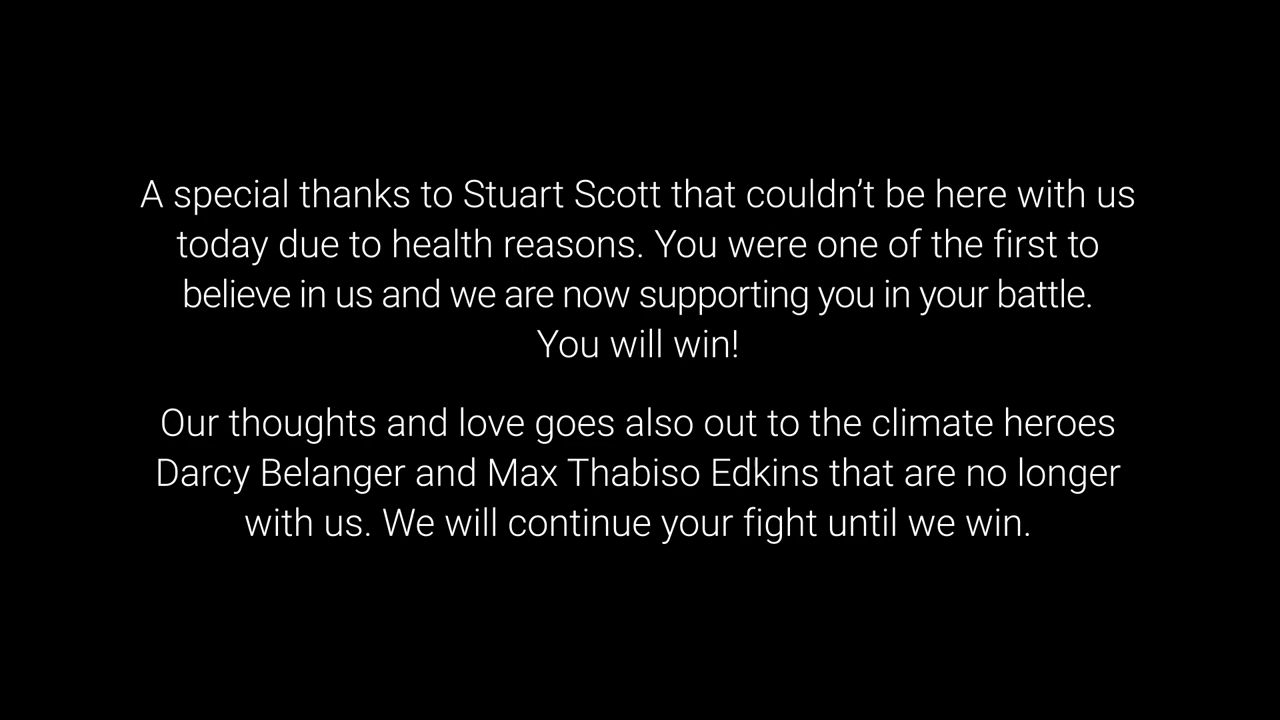 A special thanks to Stuart Scott that couldn’t be here with us
today due to health reasons. You were one of the first to
believe in us and we are now supporting you in your battle.
You will win!
Our thoughts and love goes also out to the climate heroes
Darcy Belanger and Max Thabiso Edkins that are no longer
with us. We will continue your fight until we win.